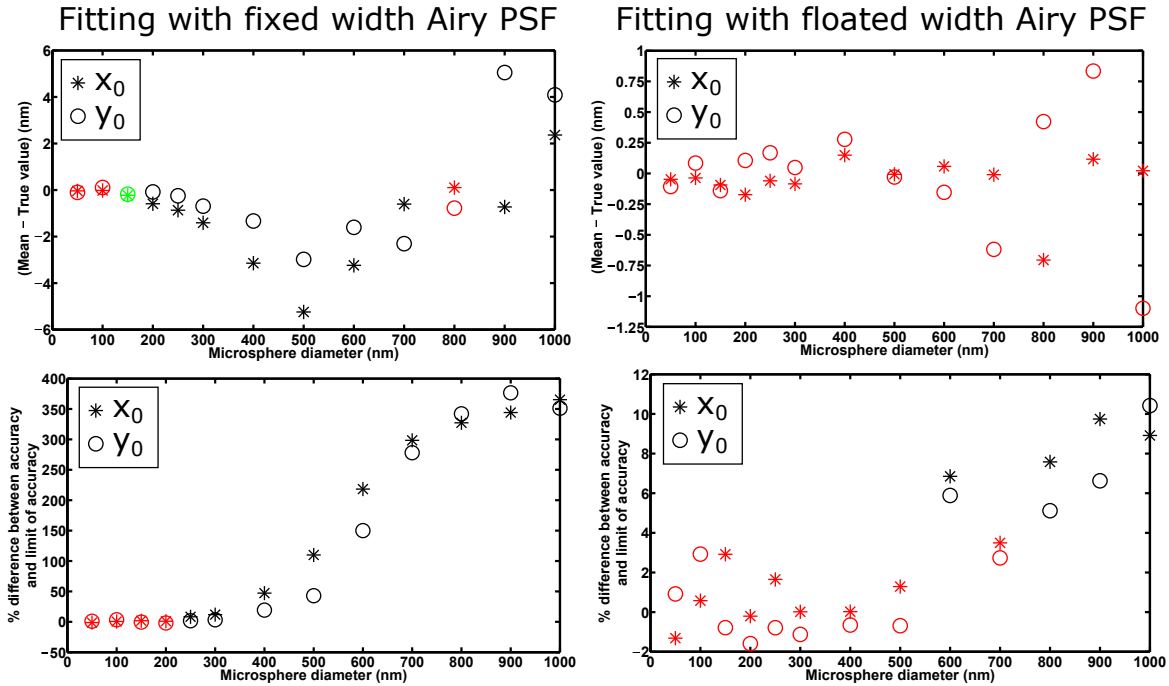 Fitting with fixed width Airy PSF
Fitting with floated width Airy PSF
(Mean − True value) (nm)
6
4
2
0
−2
−4
−6
x₀
y₀
0 100 200 300 400 500 600 700 800 900 1000
Microsphere diameter (nm)
(Mean − True value) (nm)
1
0.75
0.5
0.25
0
−0.25
−0.5
−0.75
−1
−1.25
x₀
y₀
0 100 200 300 400 500 600 700 800 900 1000
Microsphere diameter (nm)
% difference between accuracy
and limit of accuracy
400
350
300
250
200
150
100
50
0
−50
x₀
y₀
0 100 200 300 400 500 600 700 800 900 1000
Microsphere diameter (nm)
% difference between accuracy
and limit of accuracy
12
10
8
6
4
2
0
−2
x₀
y₀
0 100 200 300 400 500 600 700 800 900 1000
Microsphere diameter (nm)